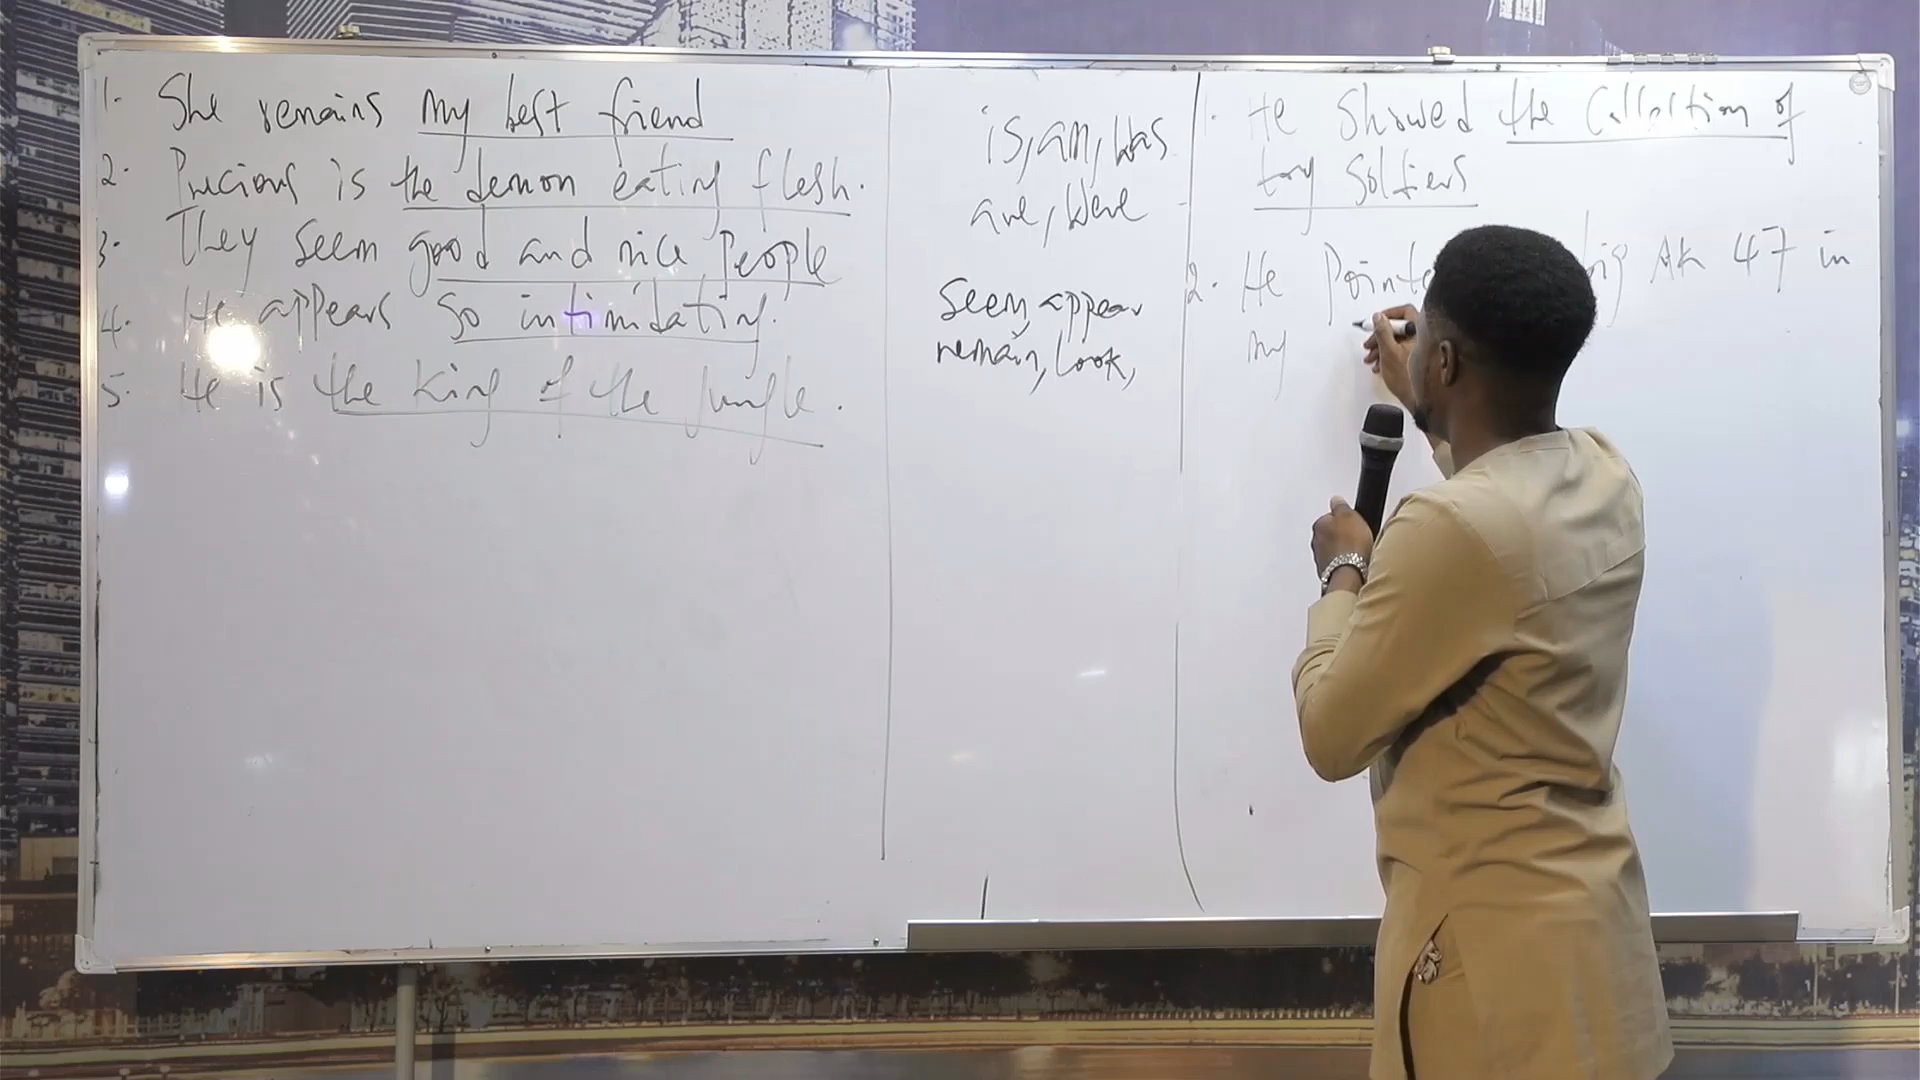 1. She remains my best friend
2. Precious is the demon eating flesh.
3. They seem good and nice people
4. He appears so intimidating.
5. He is the King of the Jungle.
is, am, was
are, were
seem, appear
remain, look,
1. He showed the Collection of
toy soldiers
2. He AK 47 in
my